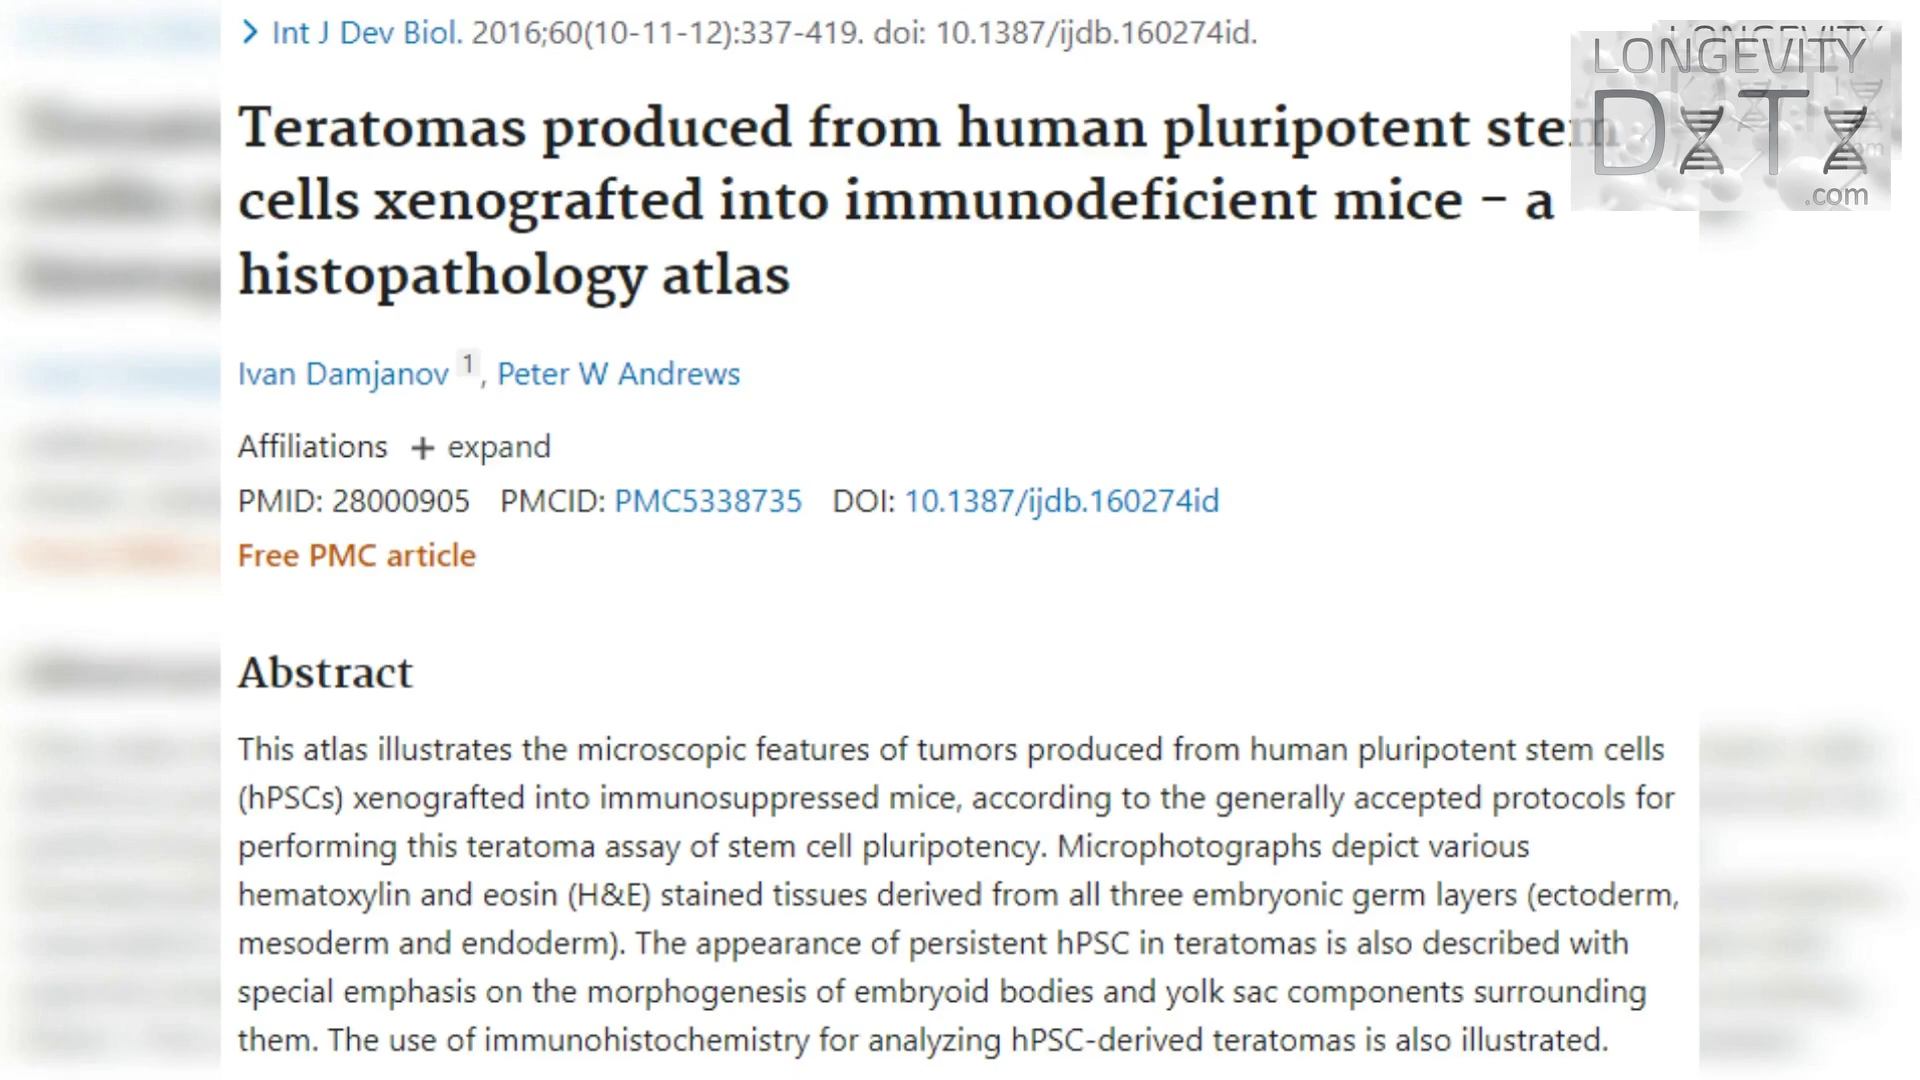 Int J Dev Biol. 2016;60(10-11-12):337-419. doi: 10.1387/ijdb.160274id.
Teratomas produced from human pluripotent stem
cells xenografted into immunodeficient mice - a
histopathology atlas
Ivan Damjanov 1, Peter W Andrews
Affiliations + expand
PMID: 28000905 PMCID: PMC5338735 DOI: 10.1387/ijdb.160274id
Free PMC article
Abstract
This atlas illustrates the microscopic features of tumors produced from human pluripotent stem cells
(hPSCs) xenografted into immunosuppressed mice, according to the generally accepted protocols for
performing this teratoma assay of stem cell pluripotency. Microphotographs depict various
hematoxylin and eosin (H&E) stained tissues derived from all three embryonic germ layers (ectoderm,
mesoderm and endoderm). The appearance of persistent hPSC in teratomas is also described with
special emphasis on the morphogenesis of embryoid bodies and yolk sac components surrounding
them. The use of immunohistochemistry for analyzing hPSC-derived teratomas is also illustrated.
LONGEVITY
DATA
.com